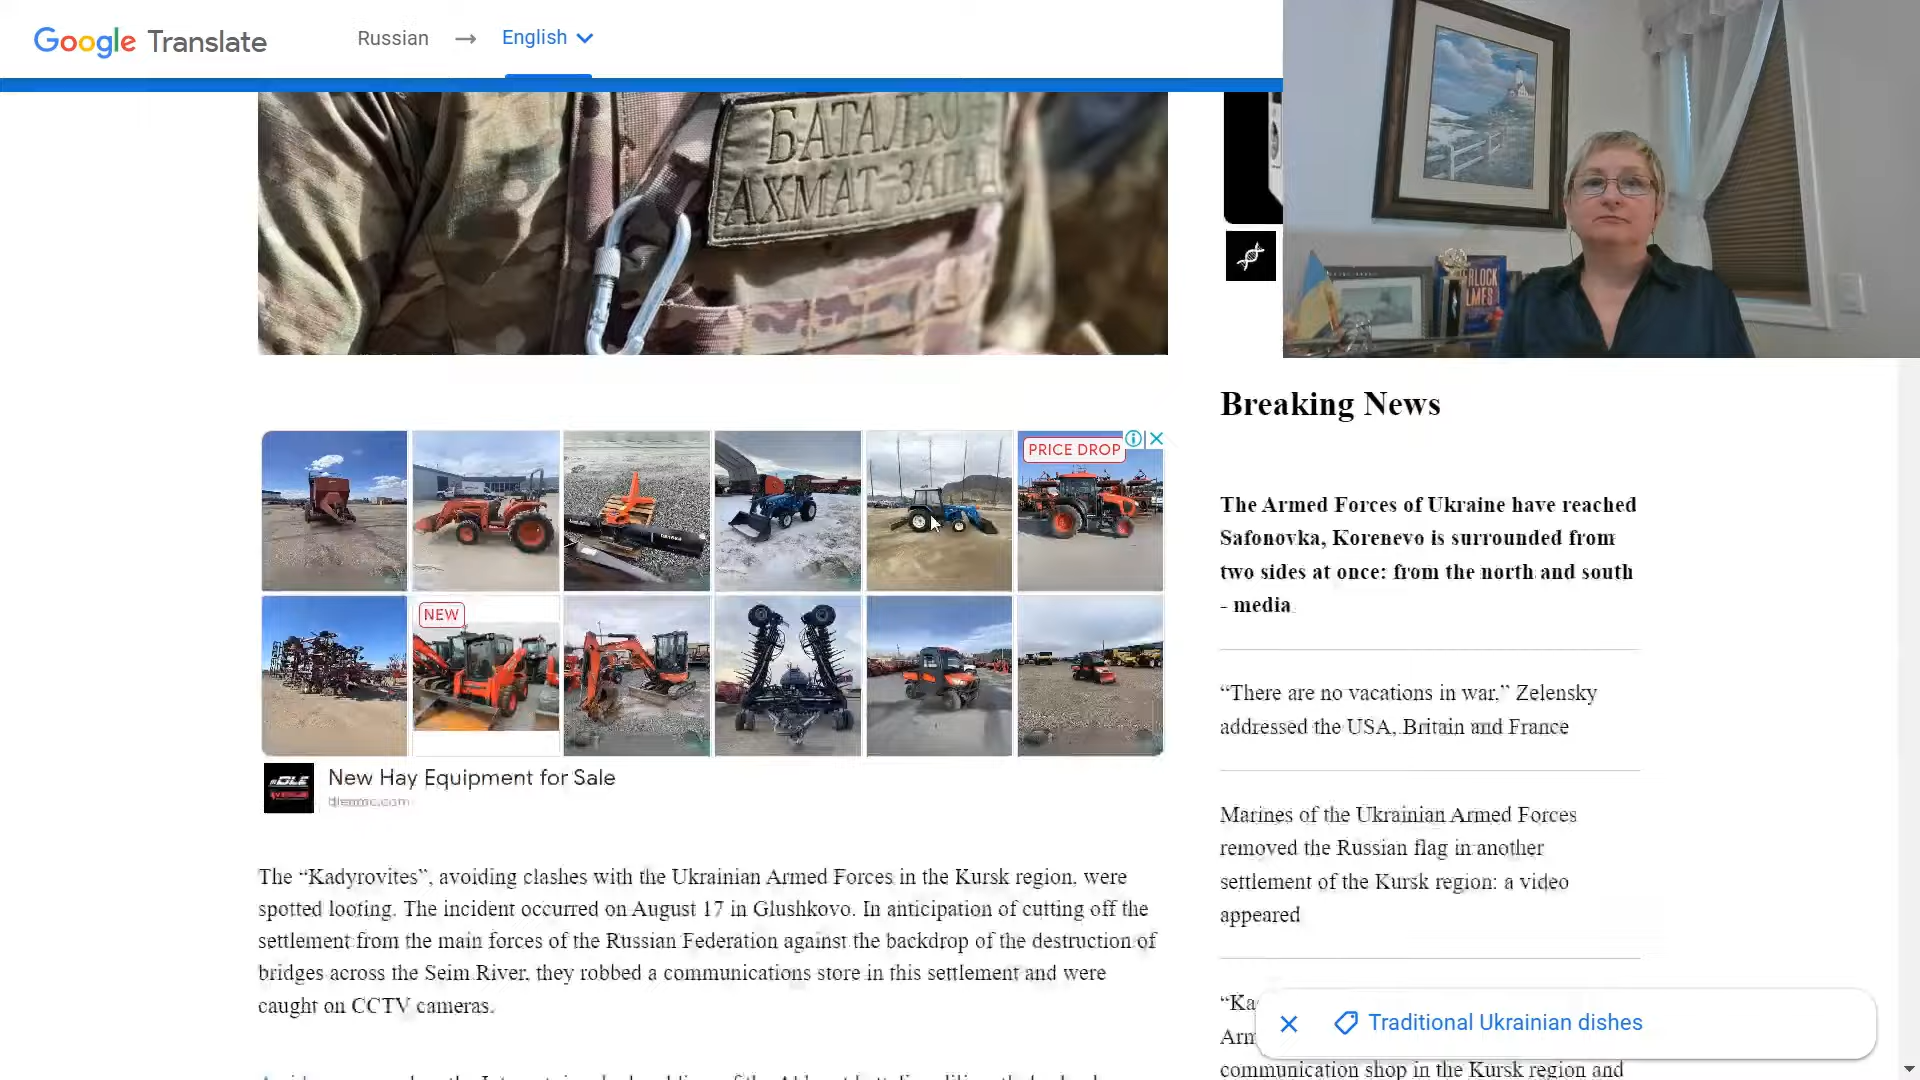 Google Translate
Russian → English
БАТАЛЬОН
АХМАТ-ЗАПАД
LOCK
LMES
PRICE DROP
NEW
New Hay Equipment for Sale
The “Kadyrovites”, avoiding clashes with the Ukrainian Armed Forces in the Kursk region, were
spotted looting. The incident occurred on August 17 in Glushkovo. In anticipation of cutting off the
settlement from the main forces of the Russian Federation against the backdrop of the destruction of
bridges across the Seim River, they robbed a communications store in this settlement and were
caught on CCTV cameras.
Breaking News
The Armed Forces of Ukraine have reached
Safonovka, Korenevo is surrounded from
two sides at once: from the north and south
- media
“There are no vacations in war,” Zelensky
addressed the USA, Britain and France
Marines of the Ukrainian Armed Forces
removed the Russian flag in another
settlement of the Kursk region: a video
appeared
“Ka
Arm
communication shop in the Kursk region and
Traditional Ukrainian dishes